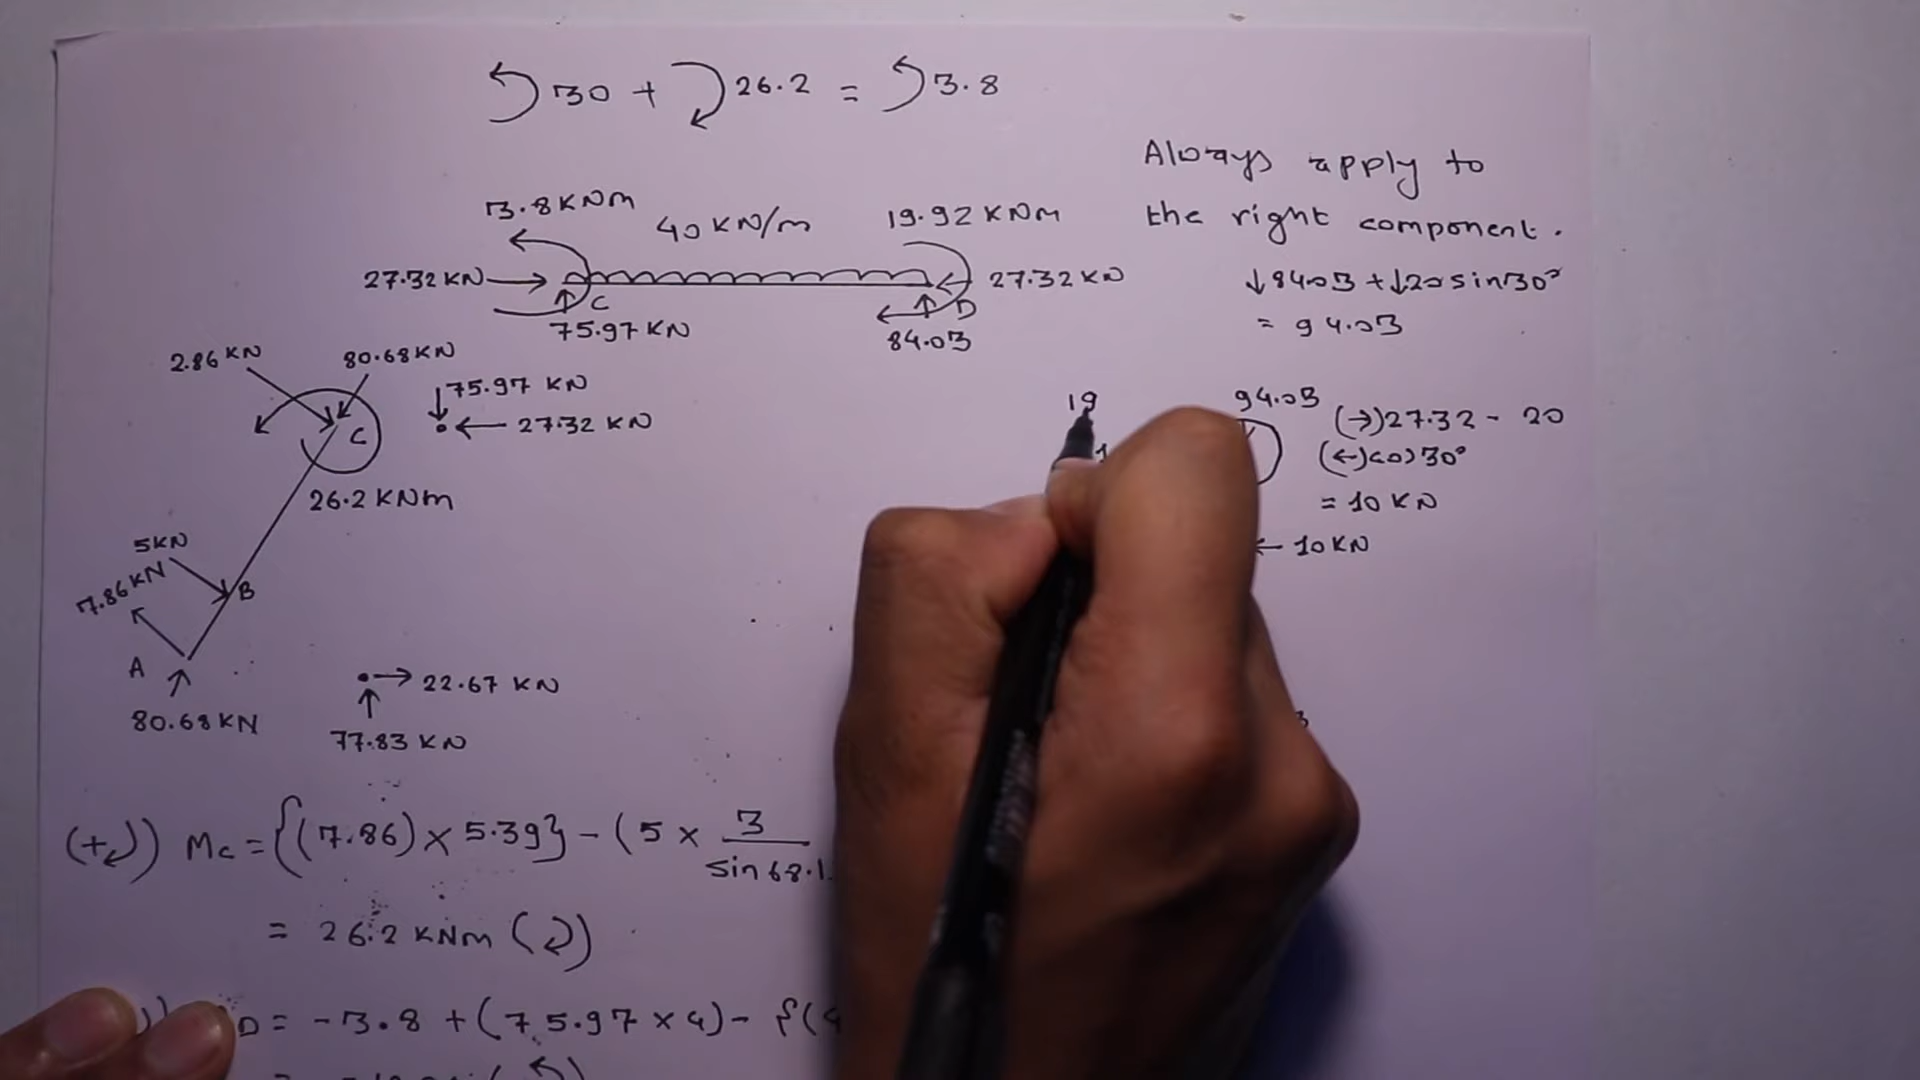 30 + 26.2 = 3.8
Always apply to
the right component.
3.8 KNm
40 KN/m
19.92 KNm
27.32 KN
27.32 KN
C
D
75.97 KN
84.03
↓84.03 + ↓20 sin30°
= 94.03
2.86 KN
80.68 KN
↓75.97 KN
← 27.32 KN
C
26.2 KNm
19
94.03
(→)27.32 - 20
(←)cos30°
= 10 KN
← 10 KN
5KN
7.86 KN
B
A
80.68 KN
→ 22.67 KN
↑
77.83 KN
(+↻) Mc = {(7.86) × 5.39} - (5 × 3
sin 68.1
= 26.2 KNm (↻)
D = -3.8 + (75.97 × 4) - {(4